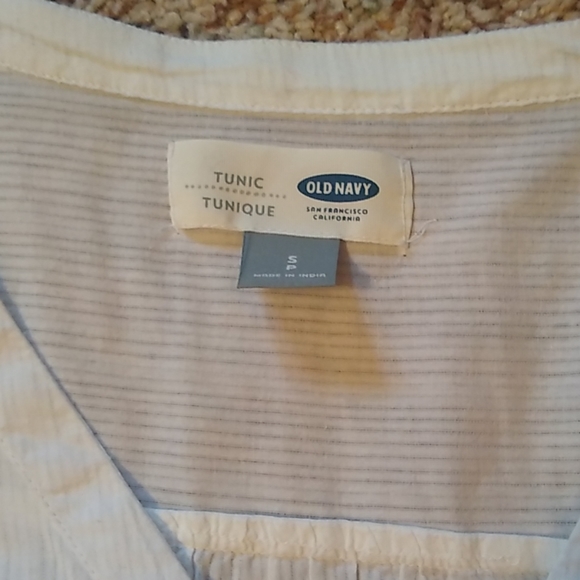 TUNIC
TUNIQUE
OLD NAVY
SAN FRANCISCO
CALIFORNIA
S
P
MADE IN INDIA